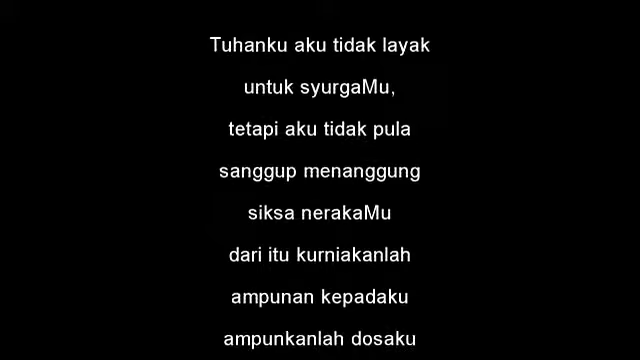 Tuhanku aku tidak layak
untuk syurgaMu,
tetapi aku tidak pula
sanggup menanggung
siksa nerakaMu
dari itu kurniakanlah
ampunan kepadaku
ampunkanlah dosaku